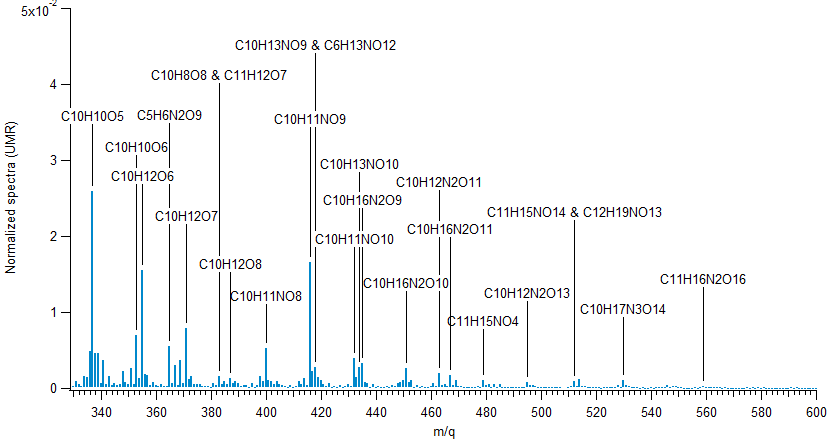 5x10-2
C10H13NO9 & C6H13NO12
C10H8O8 & C11H12O7
4
C10H10O5
C5H6N2O9
C10H11NO9
C10H10O6
3
C10H13NO10
C10H12O6
C10H12N2O11
C10H16N2O9
C10H12O7
C11H15NO14 & C12H19NO13
C10H16N2O11
2
C10H11NO10
C10H12O8
C10H16N2O10
C11H16N2O16
C10H11NO8
C10H12N2O13
1
C10H17N3O14
C11H15NO4
0
Normalized spectra (UMR)
340 360 380 400 420 440 460 480 500 520 540 560 580 600
m/q